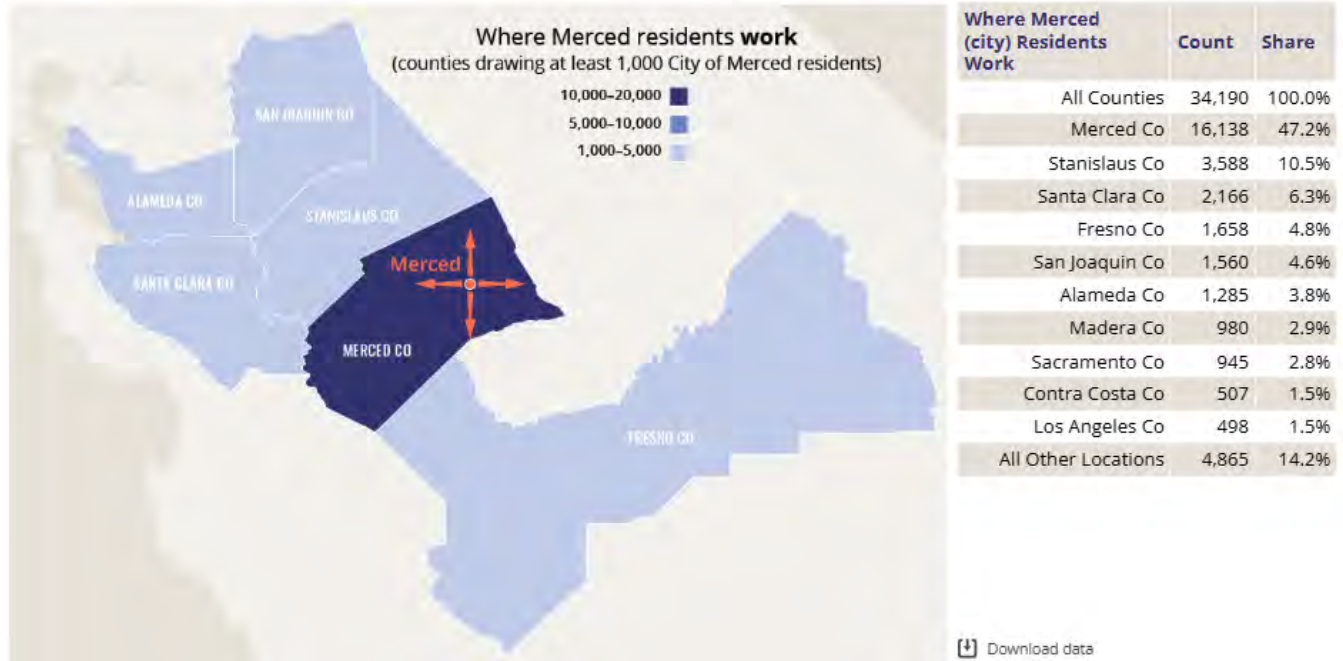 Where Merced residents work
(counties drawing at least 1,000 City of Merced residents)
10,000–20,000
5,000–10,000
1,000–5,000
SAN JOAQUIN CO
ALAMEDA CO
STANISLAUS CO
SANTA CLARA CO
Merced
MERCED CO
FRESNO CO
Where Merced
(city) Residents
Work
Count
Share
All Counties 34,190 100.0%
Merced Co 16,138 47.2%
Stanislaus Co 3,588 10.5%
Santa Clara Co 2,166 6.3%
Fresno Co 1,658 4.8%
San Joaquin Co 1,560 4.6%
Alameda Co 1,285 3.8%
Madera Co 980 2.9%
Sacramento Co 945 2.8%
Contra Costa Co 507 1.5%
Los Angeles Co 498 1.5%
All Other Locations 4,865 14.2%
Download data